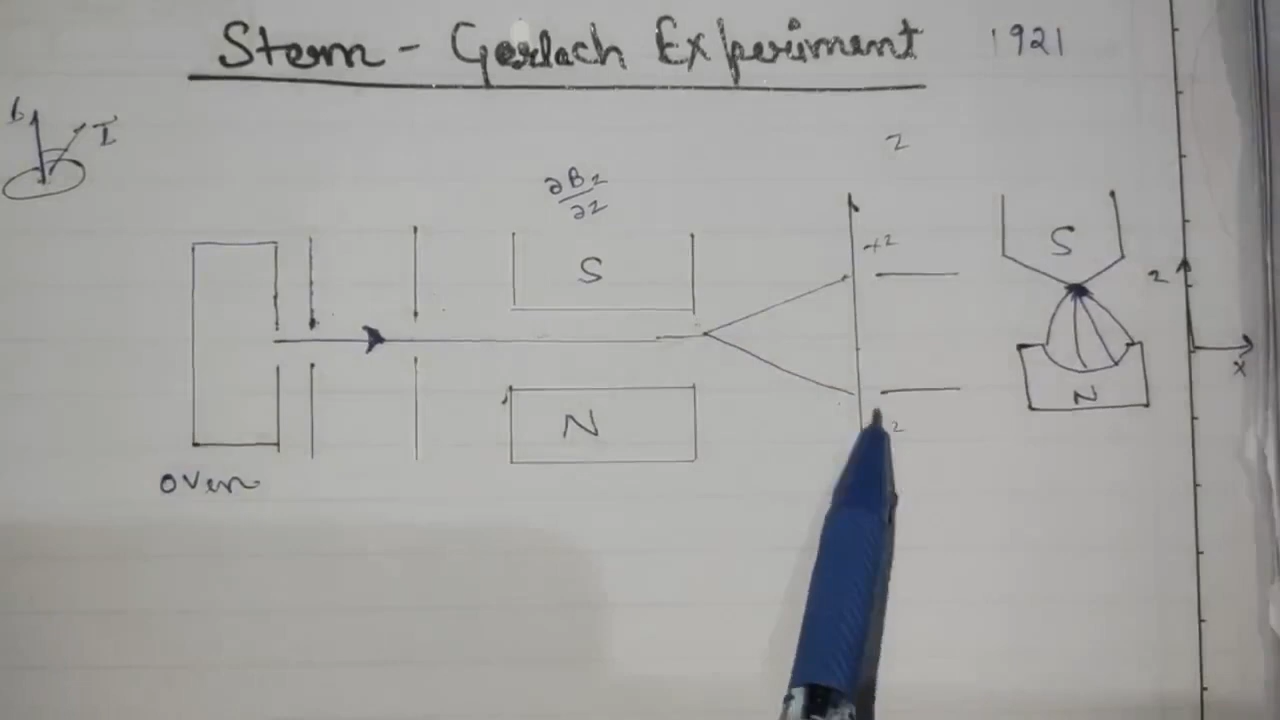 Stern - Gerlach Experiment 1921
L I
z
∂Bz
∂z
+z
S
S
z
x
N
N
z
oven